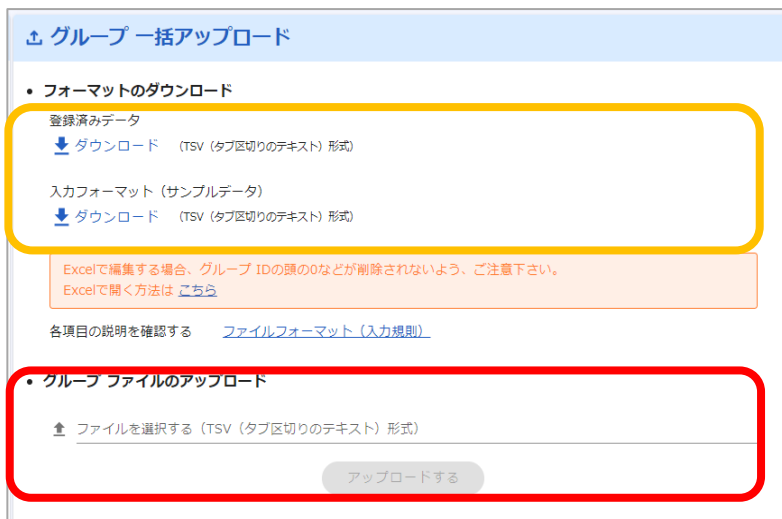 グループ 一括アップロード
• フォーマットのダウンロード
登録済みデータ
ダウンロード （TSV（タブ区切りのテキスト）形式）
入力フォーマット（サンプルデータ）
ダウンロード （TSV（タブ区切りのテキスト）形式）
Excelで編集する場合、グループ IDの頭の0などが削除されないよう、ご注意下さい。
Excelで開く方法は こちら
各項目の説明を確認する ファイルフォーマット（入力規則）
• グループ ファイルのアップロード
ファイルを選択する（TSV（タブ区切りのテキスト）形式）
アップロードする